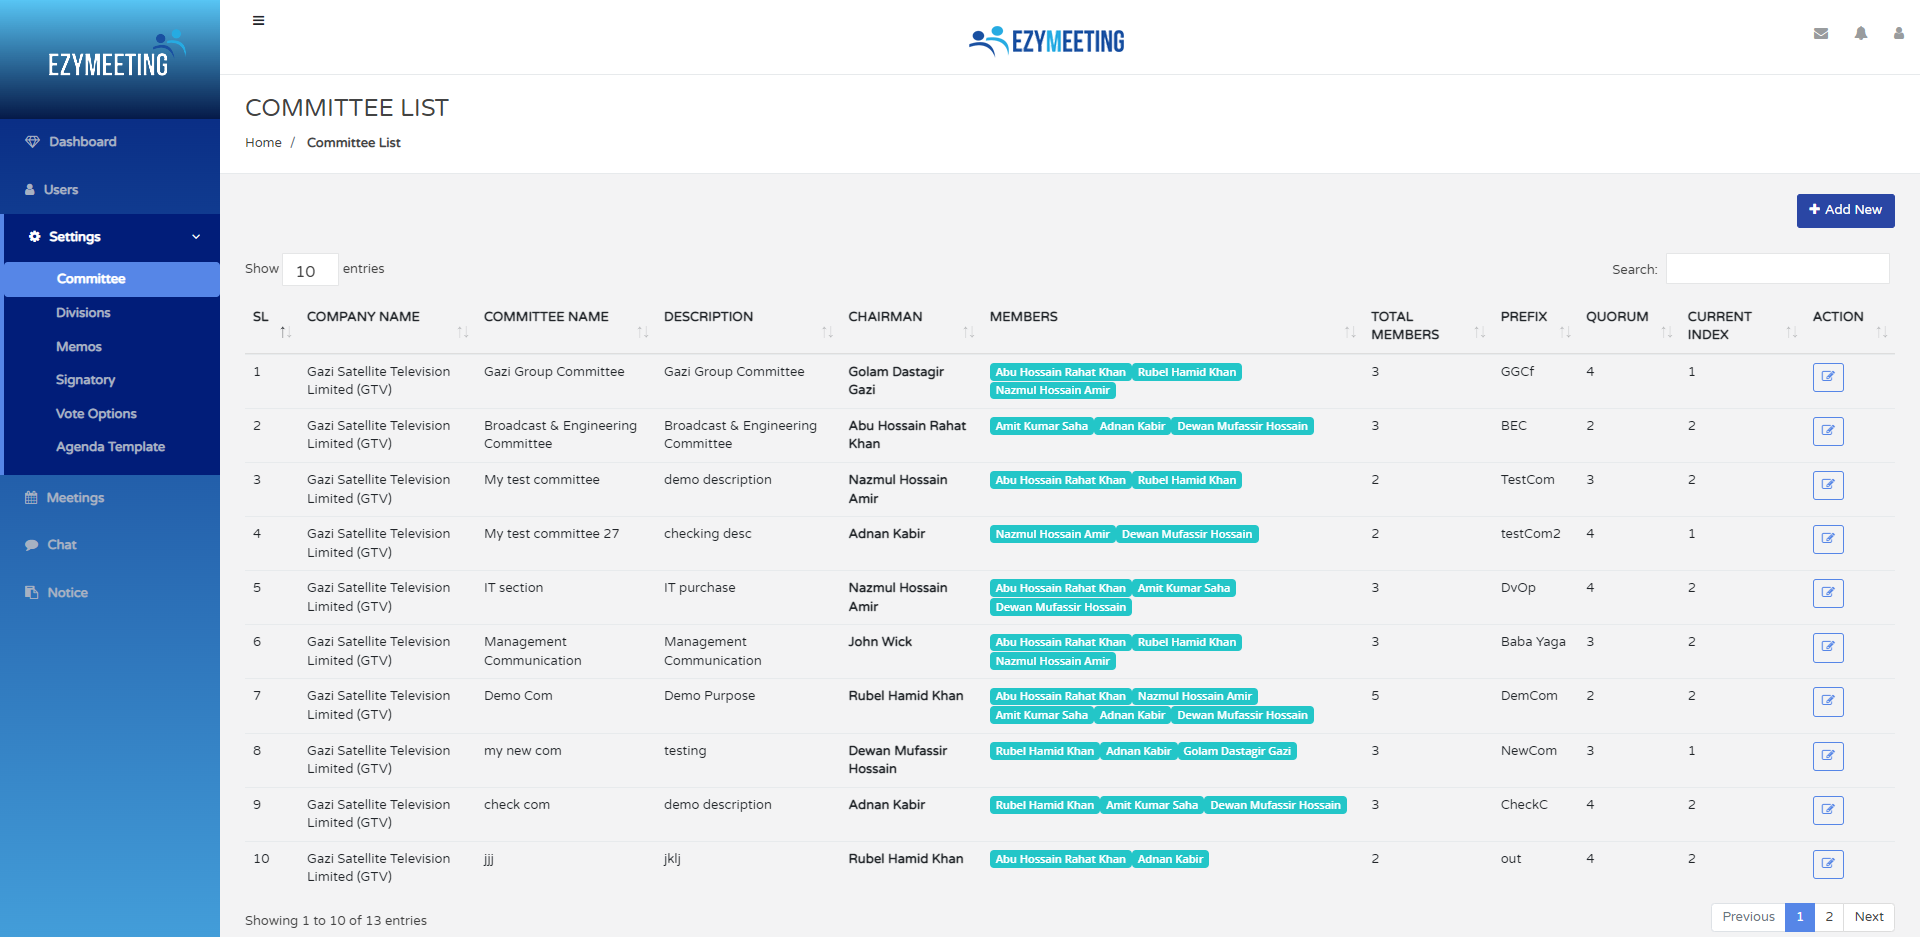 EZYMEETING
EZYMEETING
Dashboard
Users
Settings
Committee
Divisions
Memos
Signatory
Vote Options
Agenda Template
Meetings
Chat
Notice
COMMITTEE LIST
Home / Committee List
Add New
Show 10 entries
Search:
SL COMPANY NAME COMMITTEE NAME DESCRIPTION CHAIRMAN MEMBERS TOTAL PREFIX QUORUM CURRENT ACTION
MEMBERS INDEX
1 Gazi Satellite Television Gazi Group Committee Gazi Group Committee Golam Dastagir Abu Hossain Rahat Khan Rubel Hamid Khan 3 GGCf 4 1
Limited (GTV) Gazi Nazmul Hossain Amir
2 Gazi Satellite Television Broadcast & Engineering Broadcast & Engineering Abu Hossain Rahat Amit Kumar Saha Adnan Kabir Dewan Mufassir Hossain 3 BEC 2 2
Limited (GTV) Committee Committee Khan
3 Gazi Satellite Television My test committee demo description Nazmul Hossain Abu Hossain Rahat Khan Rubel Hamid Khan 2 TestCom 3 2
Limited (GTV) Amir
4 Gazi Satellite Television My test committee 27 checking desc Adnan Kabir Nazmul Hossain Amir Dewan Mufassir Hossain 2 testCom2 4 1
Limited (GTV)
5 Gazi Satellite Television IT section IT purchase Nazmul Hossain Abu Hossain Rahat Khan Amit Kumar Saha 3 DvOp 4 2
Limited (GTV) Amir Dewan Mufassir Hossain
6 Gazi Satellite Television Management Management John Wick Abu Hossain Rahat Khan Rubel Hamid Khan 3 Baba Yaga 3 2
Limited (GTV) Communication Communication Nazmul Hossain Amir
7 Gazi Satellite Television Demo Com Demo Purpose Rubel Hamid Khan Abu Hossain Rahat Khan Nazmul Hossain Amir 5 DemCom 2 2
Limited (GTV) Amit Kumar Saha Adnan Kabir Dewan Mufassir Hossain
8 Gazi Satellite Television my new com testing Dewan Mufassir Rubel Hamid Khan Adnan Kabir Golam Dastagir Gazi 3 NewCom 3 1
Limited (GTV) Hossain
9 Gazi Satellite Television check com demo description Adnan Kabir Rubel Hamid Khan Amit Kumar Saha Dewan Mufassir Hossain 3 CheckC 4 2
Limited (GTV)
10 Gazi Satellite Television jjj jklj Rubel Hamid Khan Abu Hossain Rahat Khan Adnan Kabir 2 out 4 2
Limited (GTV)
Showing 1 to 10 of 13 entries
Previous 1 2 Next